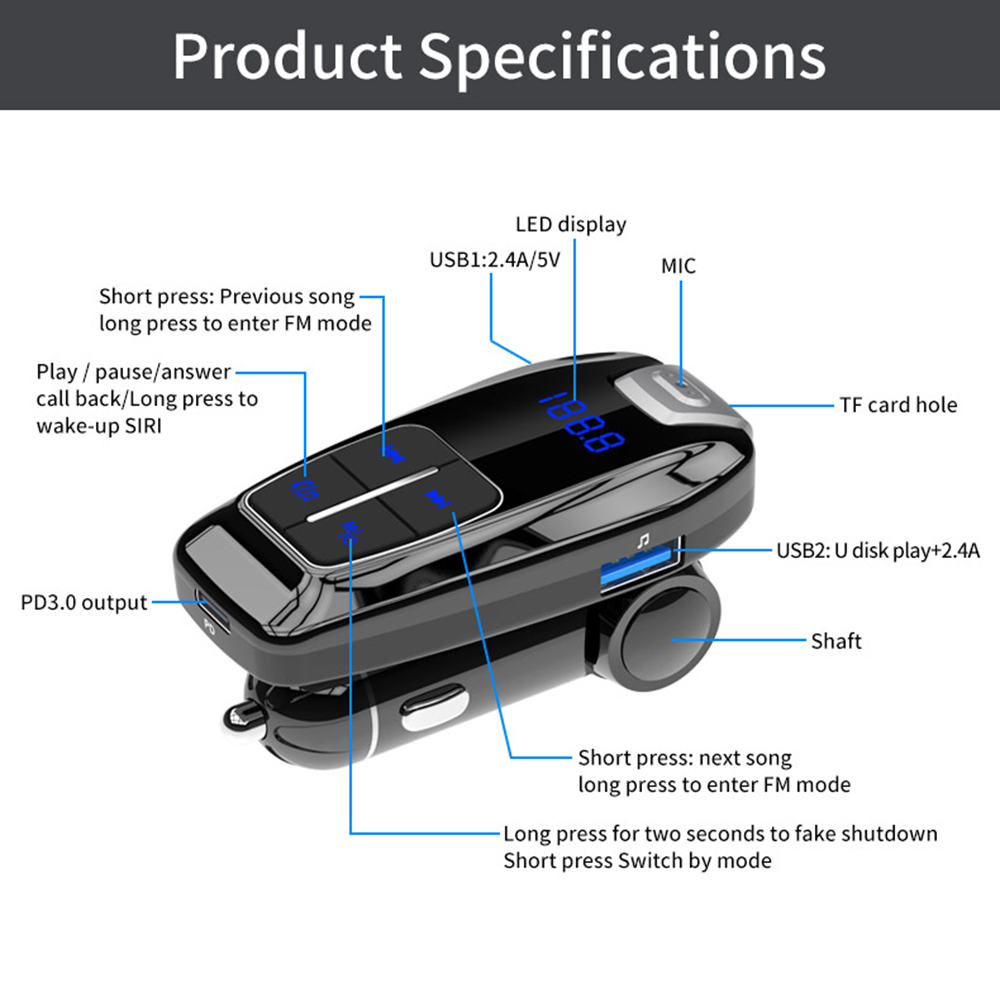 Product Specifications
LED display
USB1:2.4A/5V
MIC
Short press: Previous song
long press to enter FM mode
Play / pause/answer
call back/Long press to
wake-up SIRI
TF card hole
188.8
USB2: U disk play+2.4A
PD3.0 output
PD
Shaft
Short press: next song
long press to enter FM mode
Long press for two seconds to fake shutdown
Short press Switch by mode